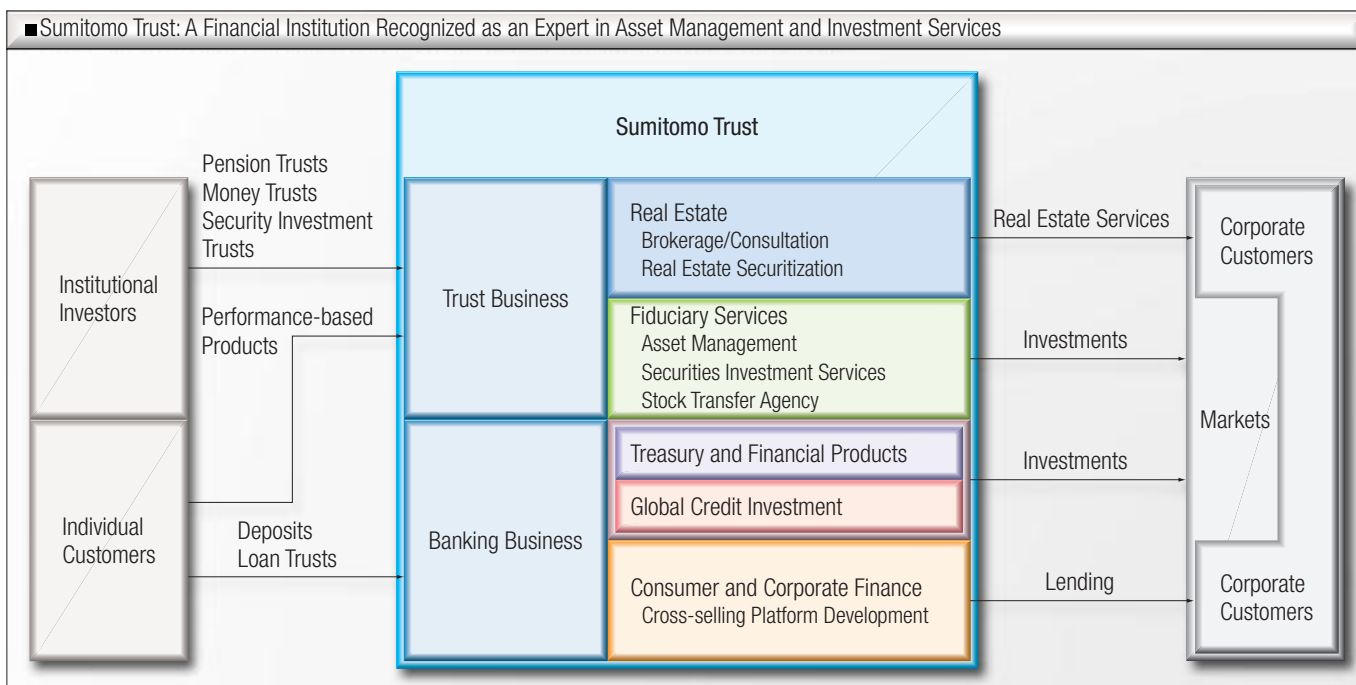 ■Sumitomo Trust: A Financial Institution Recognized as an Expert in Asset Management and Investment Services
Sumitomo Trust
Institutional
Investors
Individual
Customers
Pension Trusts
Money Trusts
Security Investment
Trusts
Performance-based
Products
Deposits
Loan Trusts
Trust Business
Banking Business
Real Estate
Brokerage/Consultation
Real Estate Securitization
Fiduciary Services
Asset Management
Securities Investment Services
Stock Transfer Agency
Treasury and Financial Products
Global Credit Investment
Consumer and Corporate Finance
Cross-selling Platform Development
Real Estate Services
Investments
Investments
Lending
Corporate
Customers
Markets
Corporate
Customers